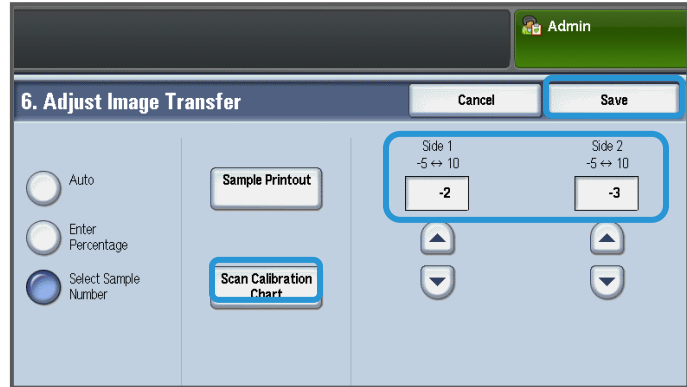 Admin
6. Adjust Image Transfer
Cancel
Save
Auto
Enter
Percentage
Select Sample
Number
Sample Printout
Scan Calibration
Chart
Side 1
-5 ↔ 10
-2
Side 2
-5 ↔ 10
-3